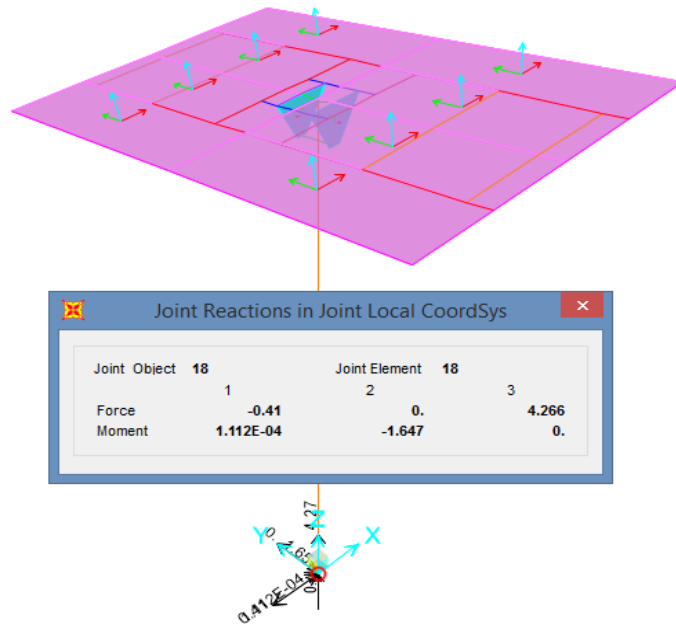 Joint Reactions in Joint Local CoordSys
Joint Object 18 Joint Element 18
1 2 3
Force -0.41 0. 4.266
Moment 1.112E-04 -1.647 0.
4.27
Y Z X